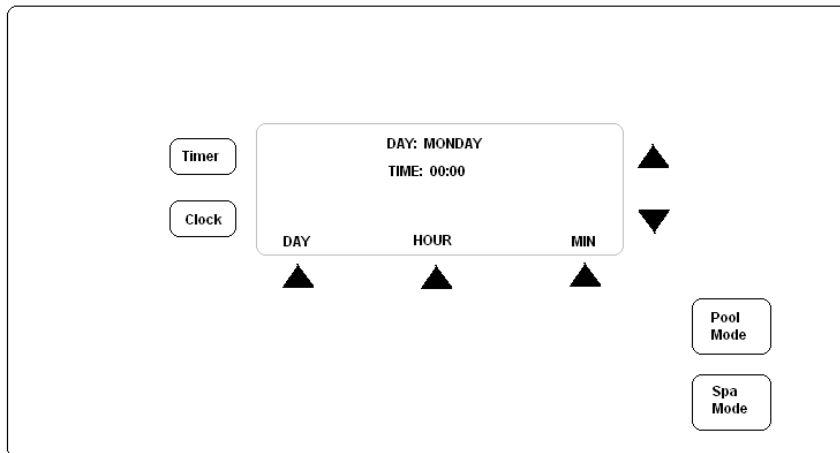 Timer
Clock
DAY: MONDAY
TIME: 00:00
DAY HOUR MIN
Pool
Mode
Spa
Mode